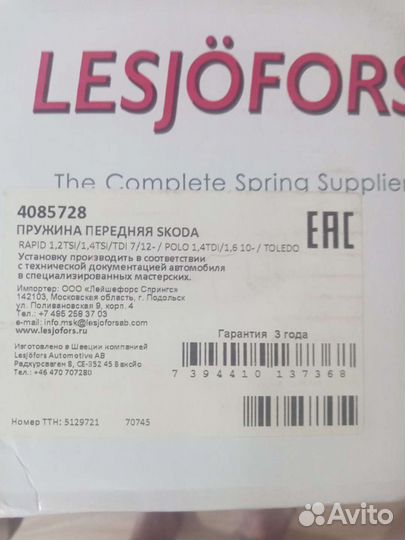 LESJÖFORS
The Complete Spring Supplier
4085728
ПРУЖИНА ПЕРЕДНЯЯ SKODA
RAPID 1,2TSI/1,4TSI/TDI 7/12- / POLO 1,4TDI/1,6 10- / TOLEDO
Установку производить в соответствии
с технической документацией автомобиля
в специализированных мастерских.
EAC
Импортер: ООО «Лейшефорс Спрингс»
142103, Московская область, г. Подольск
ул. Поливановская 9, корп. 4
Тел.: +7 495 258 37 03
e-mail: info.msk@lesjoforsab.com
www.lesjofors.ru
Гарантия 3 года
Изготовлено в Швеции компанией
Lesjöfors Automotive AB
Радкурсваген 8, CE-352 45 Ваксйо
Тел.: +46 470 707280
7 394410 137368
Номер ТТН: 5129721 70745
Avito